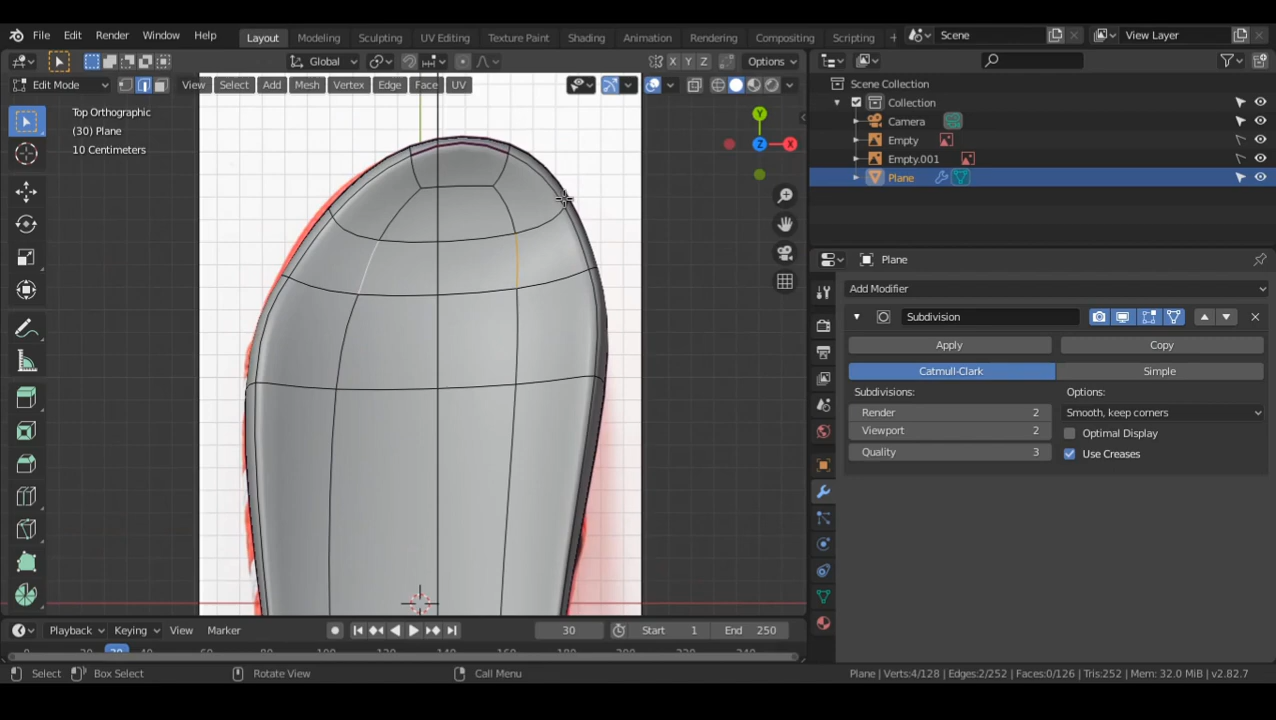 File Edit Render Window Help Layout Modeling Sculpting UV Editing Texture Paint Shading Animation Rendering Compositing Scripting + Scene View Layer
Global X Y Z Options
Edit Mode View Select Add Mesh Vertex Edge Face UV
Scene Collection
Collection
Camera
Empty
Empty.001
Plane
Top Orthographic
(30) Plane
10 Centimeters
Y
Z
X
Plane
Add Modifier
Subdivision
Apply Copy
Catmull-Clark Simple
Subdivisions: Options:
Render 2 Smooth, keep corners
Viewport 2 Optimal Display
Quality 3 Use Creases
Playback Keying View Marker 30 Start 1 End 250
30
Select Box Select Rotate View Call Menu Plane | Verts:4/128 | Edges:2/252 | Faces:0/126 | Tris:252 | Mem: 32.0 MiB | v2.82.7